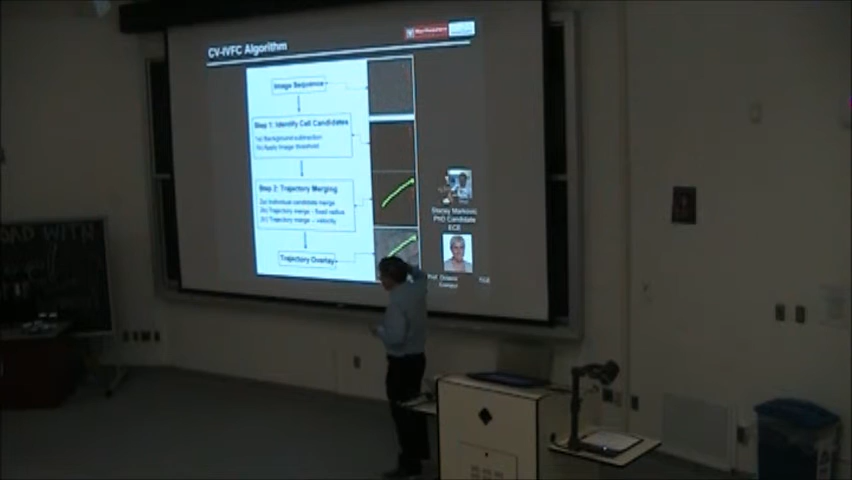 CV-IVFC Algorithm
Northeastern
Image Sequence
Step 1: Identify Cell Candidates
1a) Background subtraction
1b) Apply image threshold
Step 2: Trajectory Merging
2a) Individual candidate merge
2b) Trajectory merge – fixed radius
2c) Trajectory merge – velocity
Trajectory Overlay
Stacey Markovic
PhD Candidate
ECE
Prof.
WITH